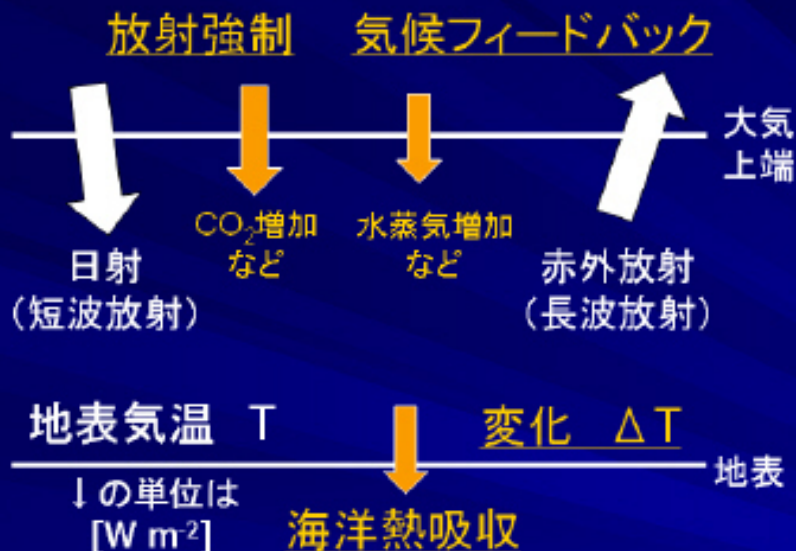 放射強制 気候フィードバック
大気
上端
CO₂増加
など
水蒸気増加
など
日射
(短波放射)
赤外放射
(長波放射)
地表気温 T
変化 ΔT
地表
↓の単位は
[W m⁻²]
海洋熱吸収